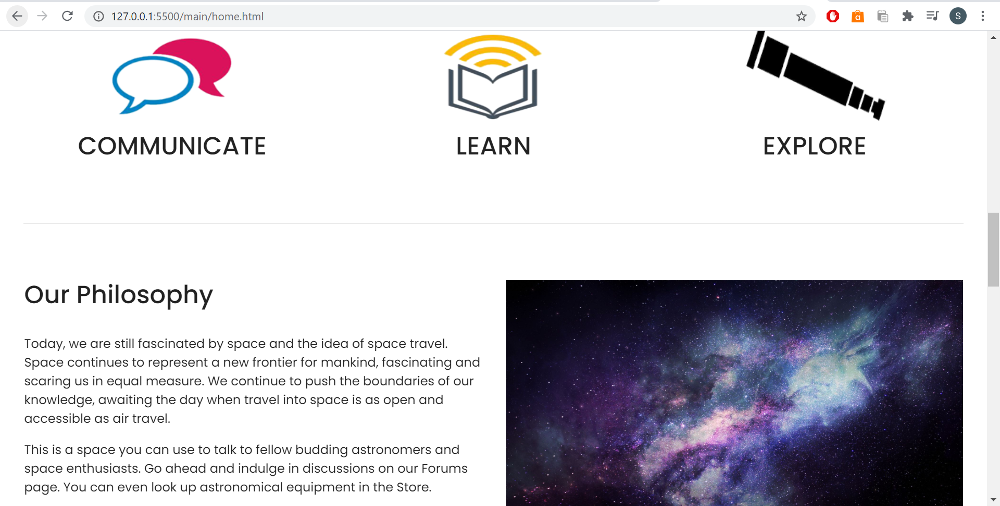 127.0.0.1:5500/main/home.html
a
S
COMMUNICATE
LEARN
EXPLORE
Our Philosophy
Today, we are still fascinated by space and the idea of space travel.
Space continues to represent a new frontier for mankind, fascinating and
scaring us in equal measure. We continue to push the boundaries of our
knowledge, awaiting the day when travel into space is as open and
accessible as air travel.
This is a space you can use to talk to fellow budding astronomers and
space enthusiasts. Go ahead and indulge in discussions on our Forums
page. You can even look up astronomical equipment in the Store.